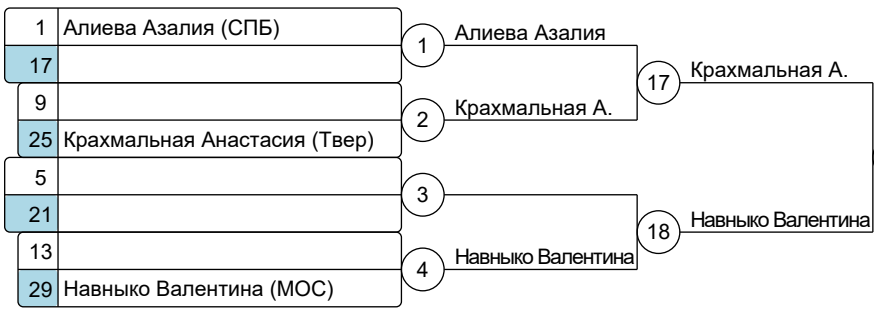 1 Алиева Азалия (СПБ)
17
9
25 Крахмальная Анастасия (Твер)
5
21
13
29 Навныко Валентина (МОС)
1 Алиева Азалия
2 Крахмальная А.
3
4 Навныко Валентина
17 Крахмальная А.
18 Навныко Валентина